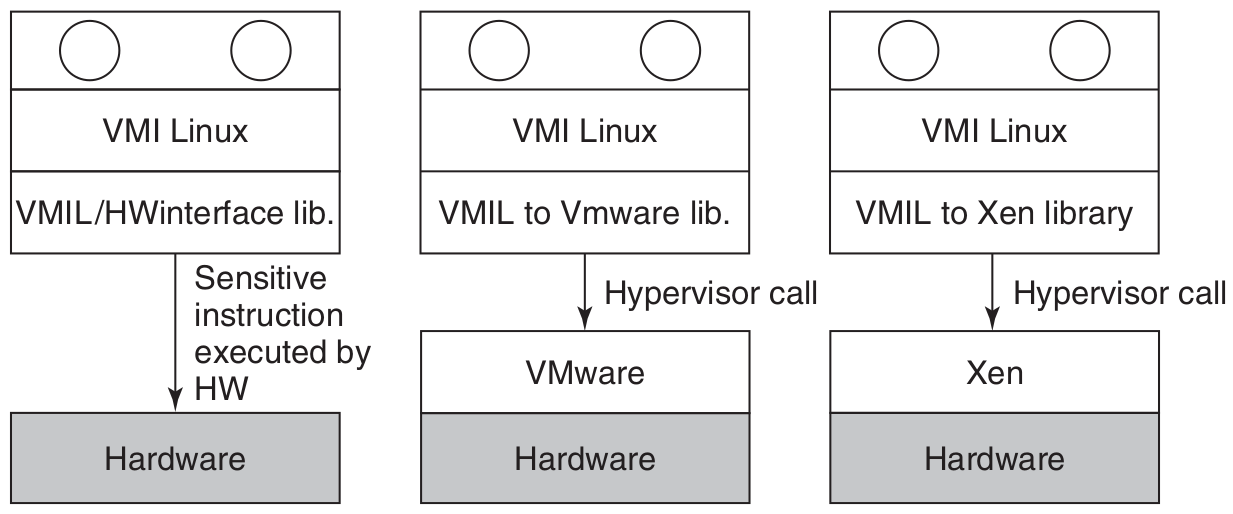 VMI Linux
VMIL/HWinterface lib.
Sensitive
instruction
executed by
HW
Hardware
VMI Linux
VMIL to Vmware lib.
Hypervisor call
VMware
Hardware
VMI Linux
VMIL to Xen library
Hypervisor call
Xen
Hardware